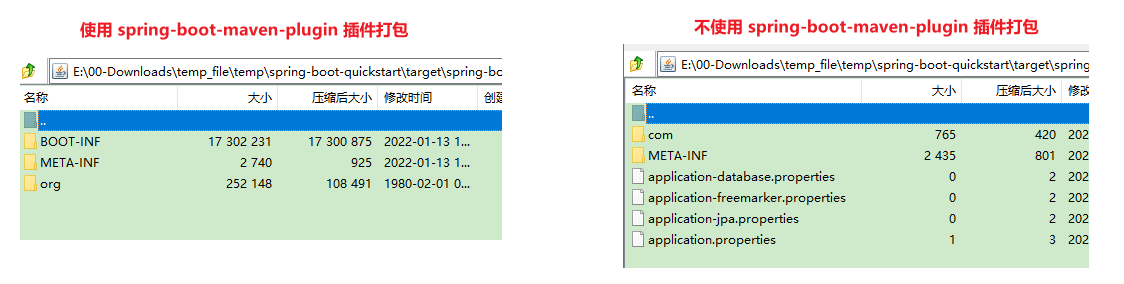 使用 spring-boot-maven-plugin 插件打包
E:\00-Downloads\temp_file\temp\spring-boot-quickstart\target\spring-bo
名称 大小 压缩后大小 修改时间 创建
..
BOOT-INF 17 302 231 17 300 875 2022-01-13 1...
META-INF 2 740 925 2022-01-13 1...
org 252 148 108 491 1980-02-01 0...
不使用 spring-boot-maven-plugin 插件打包
E:\00-Downloads\temp_file\temp\spring-boot-quickstart\target\sprin
名称 大小 压缩后大小 修改
..
com 765 420 202
META-INF 2 435 801 202
application-database.properties 0 2 202
application-freemarker.properties 0 2 202
application-jpa.properties 0 2 202
application.properties 1 3 202